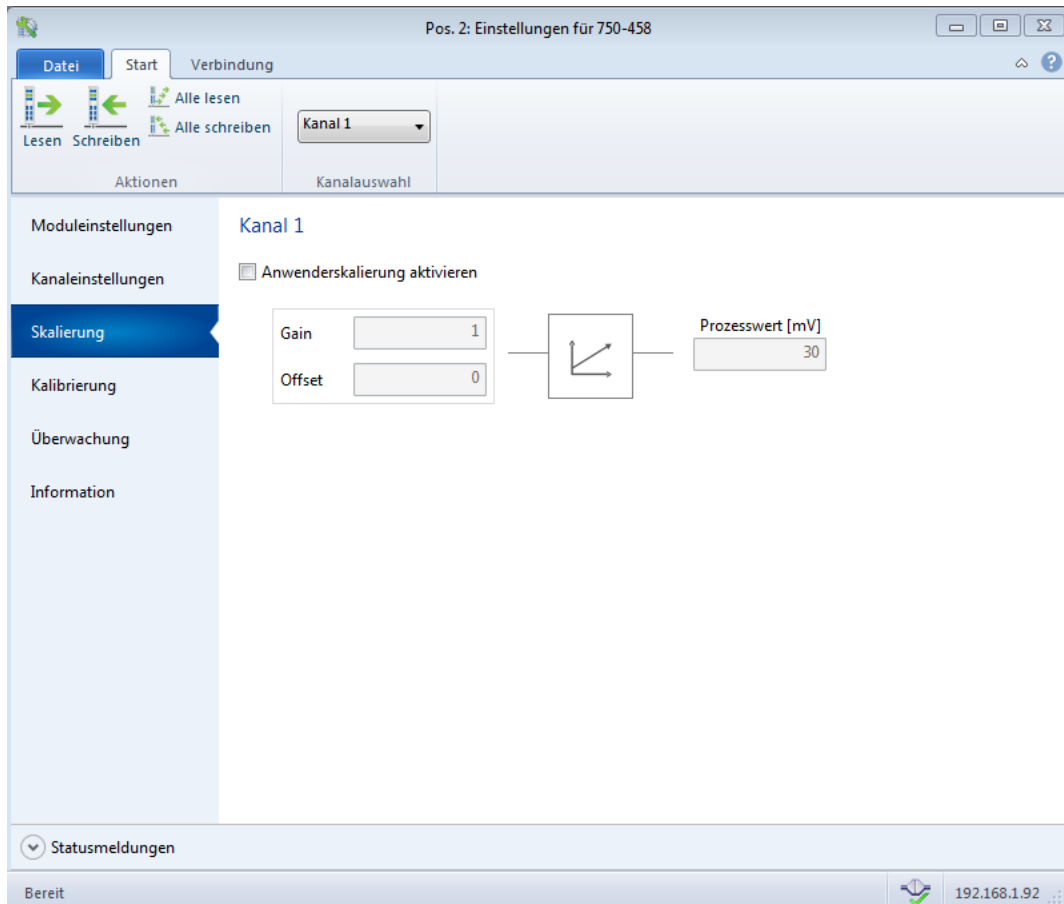 Pos. 2: Einstellungen für 750-458
Datei Start Verbindung
Lesen Schreiben
Alle lesen
Alle schreiben
Kanal 1
Aktionen
Kanalauswahl
Moduleinstellungen
Kanaleinstellungen
Skalierung
Kalibrierung
Überwachung
Information
Kanal 1
Anwenderskalierung aktivieren
Gain 1
Offset 0
Prozesswert [mV]
30
Statusmeldungen
Bereit
192.168.1.92